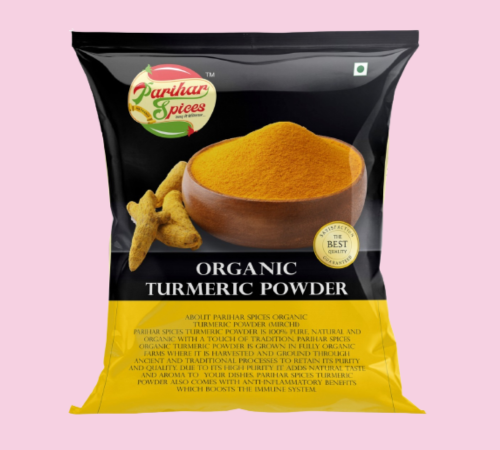 Parihar
Spices
TM
SATISFACTION
THE
BEST
QUALITY
GUARANTEED
ORGANIC
TURMERIC POWDER
ABOUT PARIHAR SPICES ORGANIC
TURMERIC POWDER (MIRCHI)
PARIHAR SPICES TURMERIC POWDER IS 100% PURE, NATURAL AND
ORGANIC WITH A TOUCH OF TRADITION. PARIHAR SPICES
ORGANIC TURMERIC POWDER IS GROWN IN FULLY ORGANIC
FARMS WHERE IT IS HARVESTED AND GROUND THROUGH
ANCIENT AND TRADITIONAL PROCESSES TO RETAIN ITS PURITY
AND QUALITY. DUE TO ITS HIGH PURITY, IT ADDS NATURAL TASTE
AND AROMA TO YOUR DISHES. PARIHAR SPICES TURMERIC
POWDER ALSO COMES WITH ANTI-INFLAMMATORY BENEFITS
WHICH BOOSTS THE IMMUNE SYSTEM.